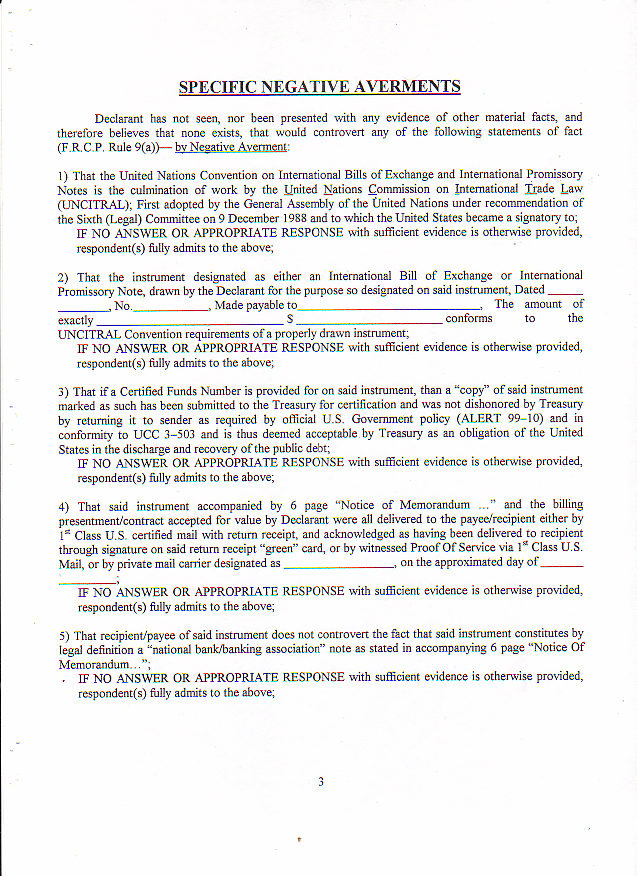 SPECIFIC NEGATIVE AVERMENTS
Declarant has not seen, nor been presented with any evidence of other material facts, and
therefore believes that none exists, that would controvert any of the following statements of fact
(F.R.C.P. Rule 9(a))— by Negative Averment:
1) That the United Nations Convention on International Bills of Exchange and International Promissory
Notes is the culmination of work by the United Nations Commission on International Trade Law
(UNCITRAL); First adopted by the General Assembly of the United Nations under recommendation of
the Sixth (Legal) Committee on 9 December 1988 and to which the United States became a signatory to;
IF NO ANSWER OR APPROPRIATE RESPONSE with sufficient evidence is otherwise provided,
respondent(s) fully admits to the above;
2) That the instrument designated as either an International Bill of Exchange or International
Promissory Note, drawn by the Declarant for the purpose so designated on said instrument, Dated ______
_________, No.____________, Made payable to____________________________, The amount of
exactly _____________________________ $ ______________________ conforms to the
UNCITRAL Convention requirements of a properly drawn instrument;
IF NO ANSWER OR APPROPRIATE RESPONSE with sufficient evidence is otherwise provided,
respondent(s) fully admits to the above;
3) That if a Certified Funds Number is provided for on said instrument, than a “copy” of said instrument
marked as such has been submitted to the Treasury for certification and was not dishonored by Treasury
by returning it to sender as required by official U.S. Government policy (ALERT 99–10) and in
conformity to UCC 3–503 and is thus deemed acceptable by Treasury as an obligation of the United
States in the discharge and recovery of the public debt;
IF NO ANSWER OR APPROPRIATE RESPONSE with sufficient evidence is otherwise provided,
respondent(s) fully admits to the above;
4) That said instrument accompanied by 6 page “Notice of Memorandum ...” and the billing
presentment/contract accepted for value by Declarant were all delivered to the payee/recipient either by
1st Class U.S. certified mail with return receipt, and acknowledged as having been delivered to recipient
through signature on said return receipt “green” card, or by witnessed Proof Of Service via 1st Class U.S.
Mail, or by private mail carrier designated as _________________, on the approximated day of _______
_________;
IF NO ANSWER OR APPROPRIATE RESPONSE with sufficient evidence is otherwise provided,
respondent(s) fully admits to the above;
5) That recipient/payee of said instrument does not controvert the fact that said instrument constitutes by
legal definition a “national bank/banking association” note as stated in accompanying 6 page “Notice Of
Memorandum...”;
IF NO ANSWER OR APPROPRIATE RESPONSE with sufficient evidence is otherwise provided,
respondent(s) fully admits to the above;
3